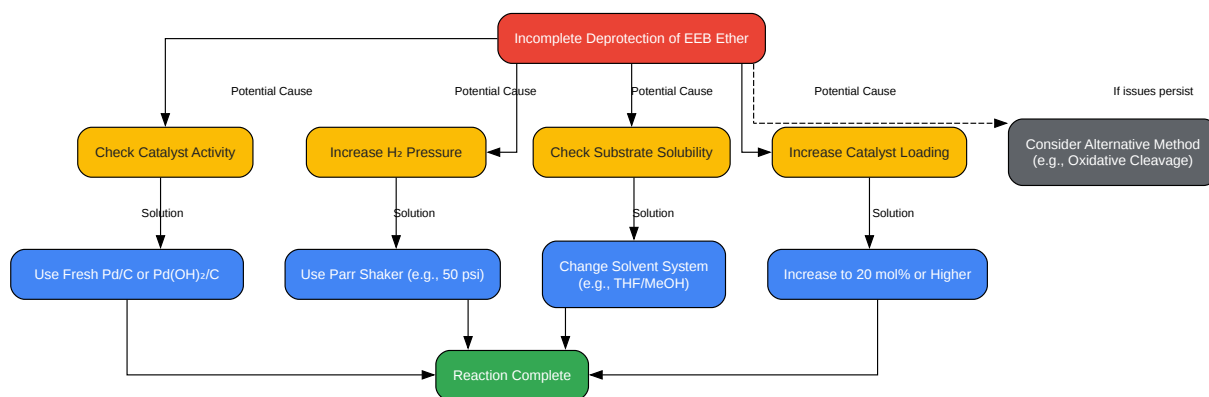 Incomplete Deprotection of EEB Ether
Potential Cause
Potential Cause
Potential Cause
Potential Cause
If issues persist
Check Catalyst Activity
Increase H₂ Pressure
Check Substrate Solubility
Increase Catalyst Loading
Consider Alternative Method
(e.g., Oxidative Cleavage)
Solution
Solution
Solution
Solution
Use Fresh Pd/C or Pd(OH)₂/C
Use Parr Shaker (e.g., 50 psi)
Change Solvent System
(e.g., THF/MeOH)
Increase to 20 mol% or Higher
Reaction Complete